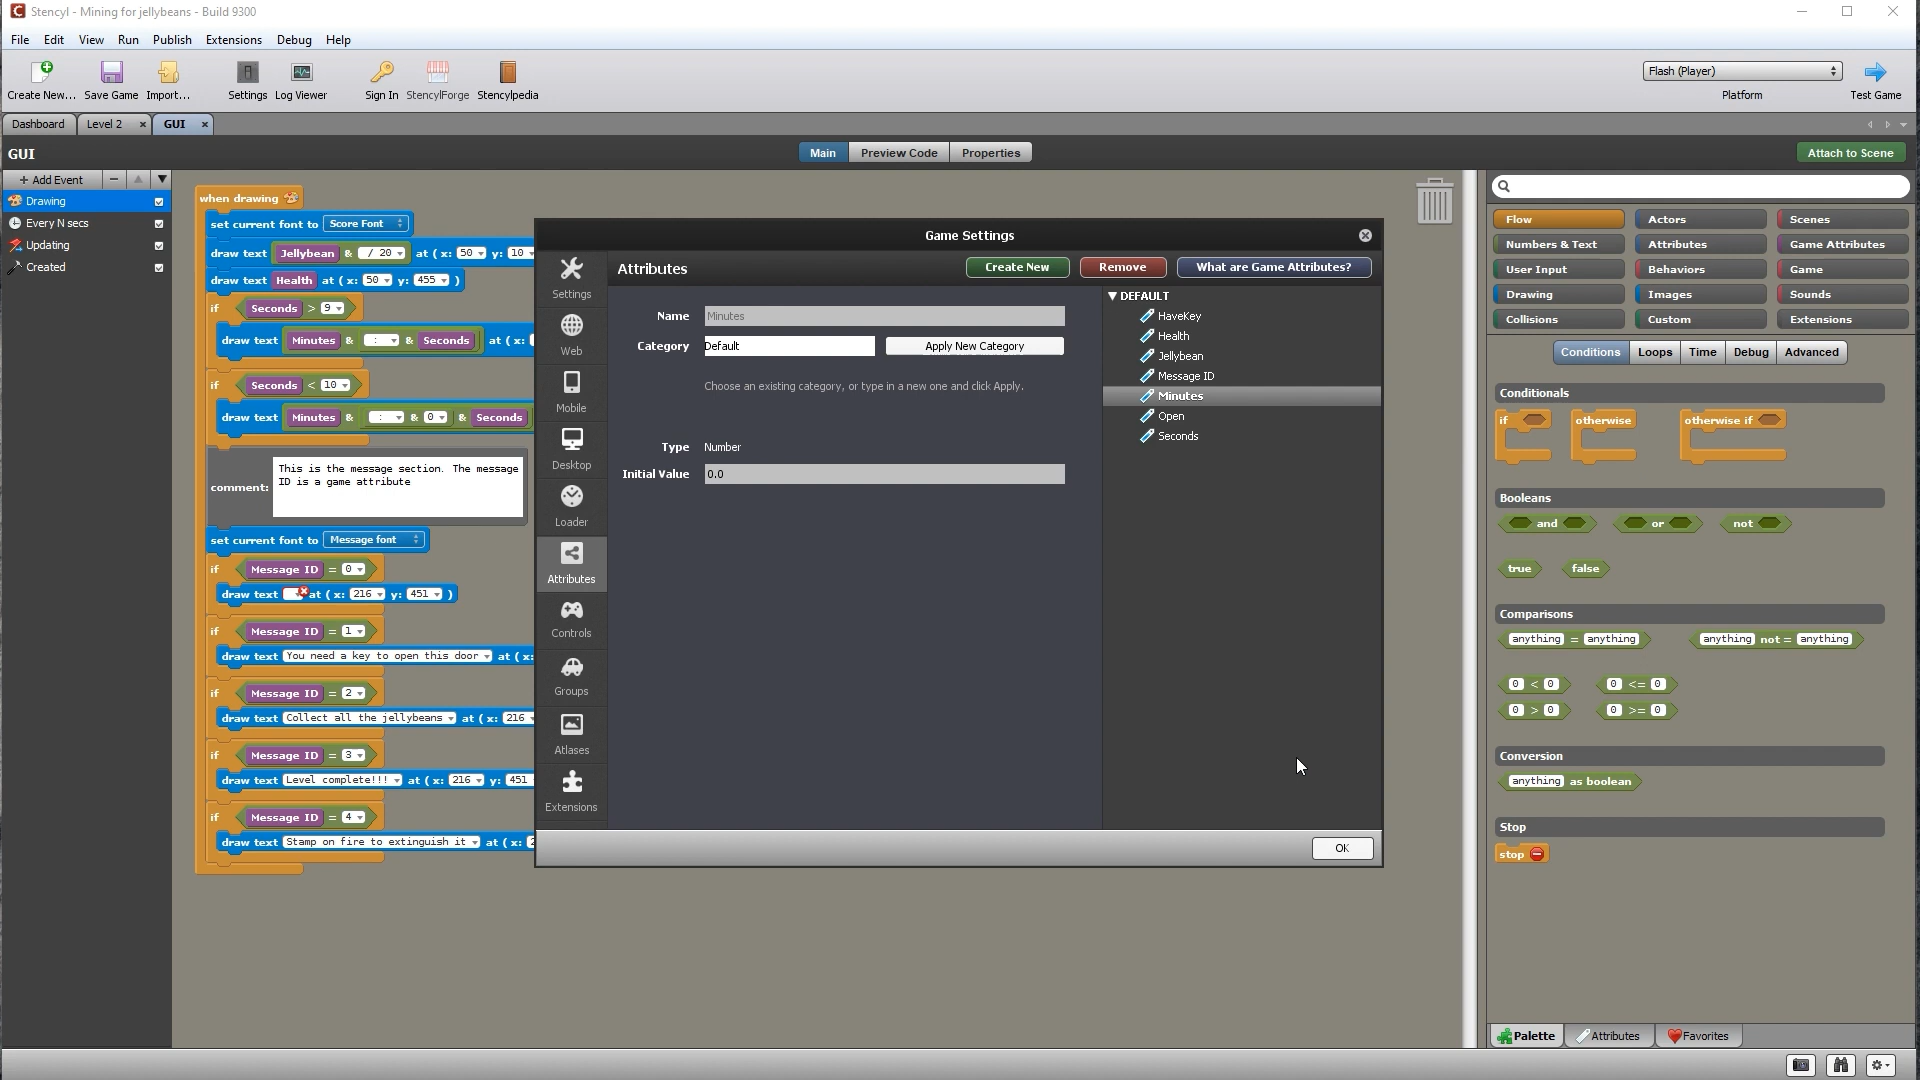 Stencyl - Mining for jellybeans - Build 9300
File Edit View Run Publish Extensions Debug Help
Create New... Save Game Import... Settings Log Viewer Sign In StencylForge Stencylpedia
Flash (Player)
Platform Test Game
Dashboard Level 2 GUI
GUI
Main Preview Code Properties
Attach to Scene
+ Add Event
Drawing
Every N secs
Updating
Created
when drawing
set current font to Score Font
draw text Jellybean & / 20 at ( x: 50 y: 10
draw text Health at ( x: 50 y: 455 )
if Seconds > 9
draw text Minutes & : & Seconds at ( x:
if Seconds < 10
draw text Minutes & : & 0 & Seconds
comment: This is the message section. The message
ID is a game attribute
set current font to Message font
if Message ID = 0
draw text at ( x: 216 y: 451 )
if Message ID = 1
draw text You need a key to open this door at ( x:
if Message ID = 2
draw text Collect all the jellybeans at ( x: 216
if Message ID = 3
draw text Level complete!!! at ( x: 216 y: 451
if Message ID = 4
draw text Stamp on fire to extinguish it at ( x: 2
Game Settings
Settings
Web
Mobile
Desktop
Loader
Attributes
Controls
Groups
Atlases
Extensions
Attributes Create New Remove What are Game Attributes?
Name Minutes
Category Default Apply New Category
Choose an existing category, or type in a new one and click Apply.
Type Number
Initial Value 0.0
DEFAULT
HaveKey
Health
Jellybean
Message ID
Minutes
Open
Seconds
OK
Flow Actors Scenes
Numbers & Text Attributes Game Attributes
User Input Behaviors Game
Drawing Images Sounds
Collisions Custom Extensions
Conditions Loops Time Debug Advanced
Conditionals
if otherwise otherwise if
Booleans
and or not
true false
Comparisons
anything = anything anything not = anything
0 < 0 0 <= 0
0 > 0 0 >= 0
Conversion
anything as boolean
Stop
stop
Palette Attributes Favorites